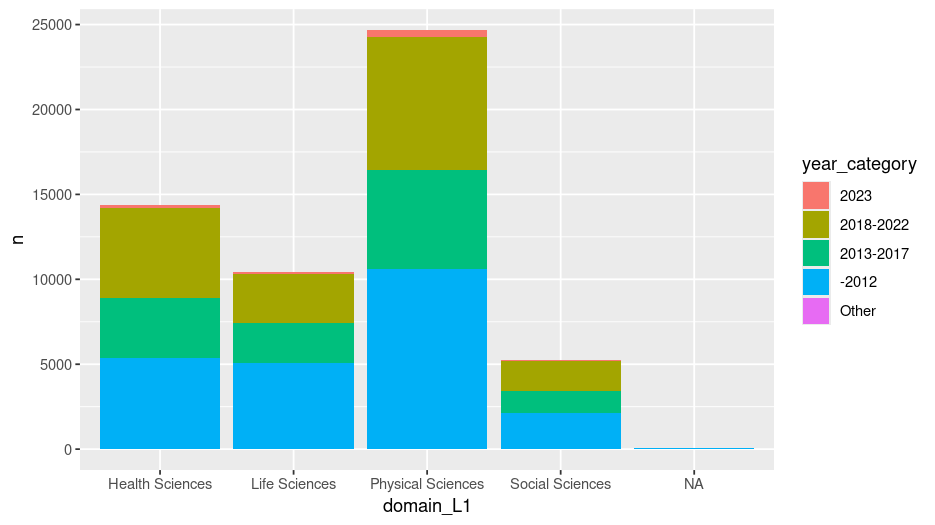 25000
20000
15000
10000
5000
0
n
Health Sciences
Life Sciences
Physical Sciences
Social Sciences
NA
domain_L1
year_category
2023
2018-2022
2013-2017
-2012
Other